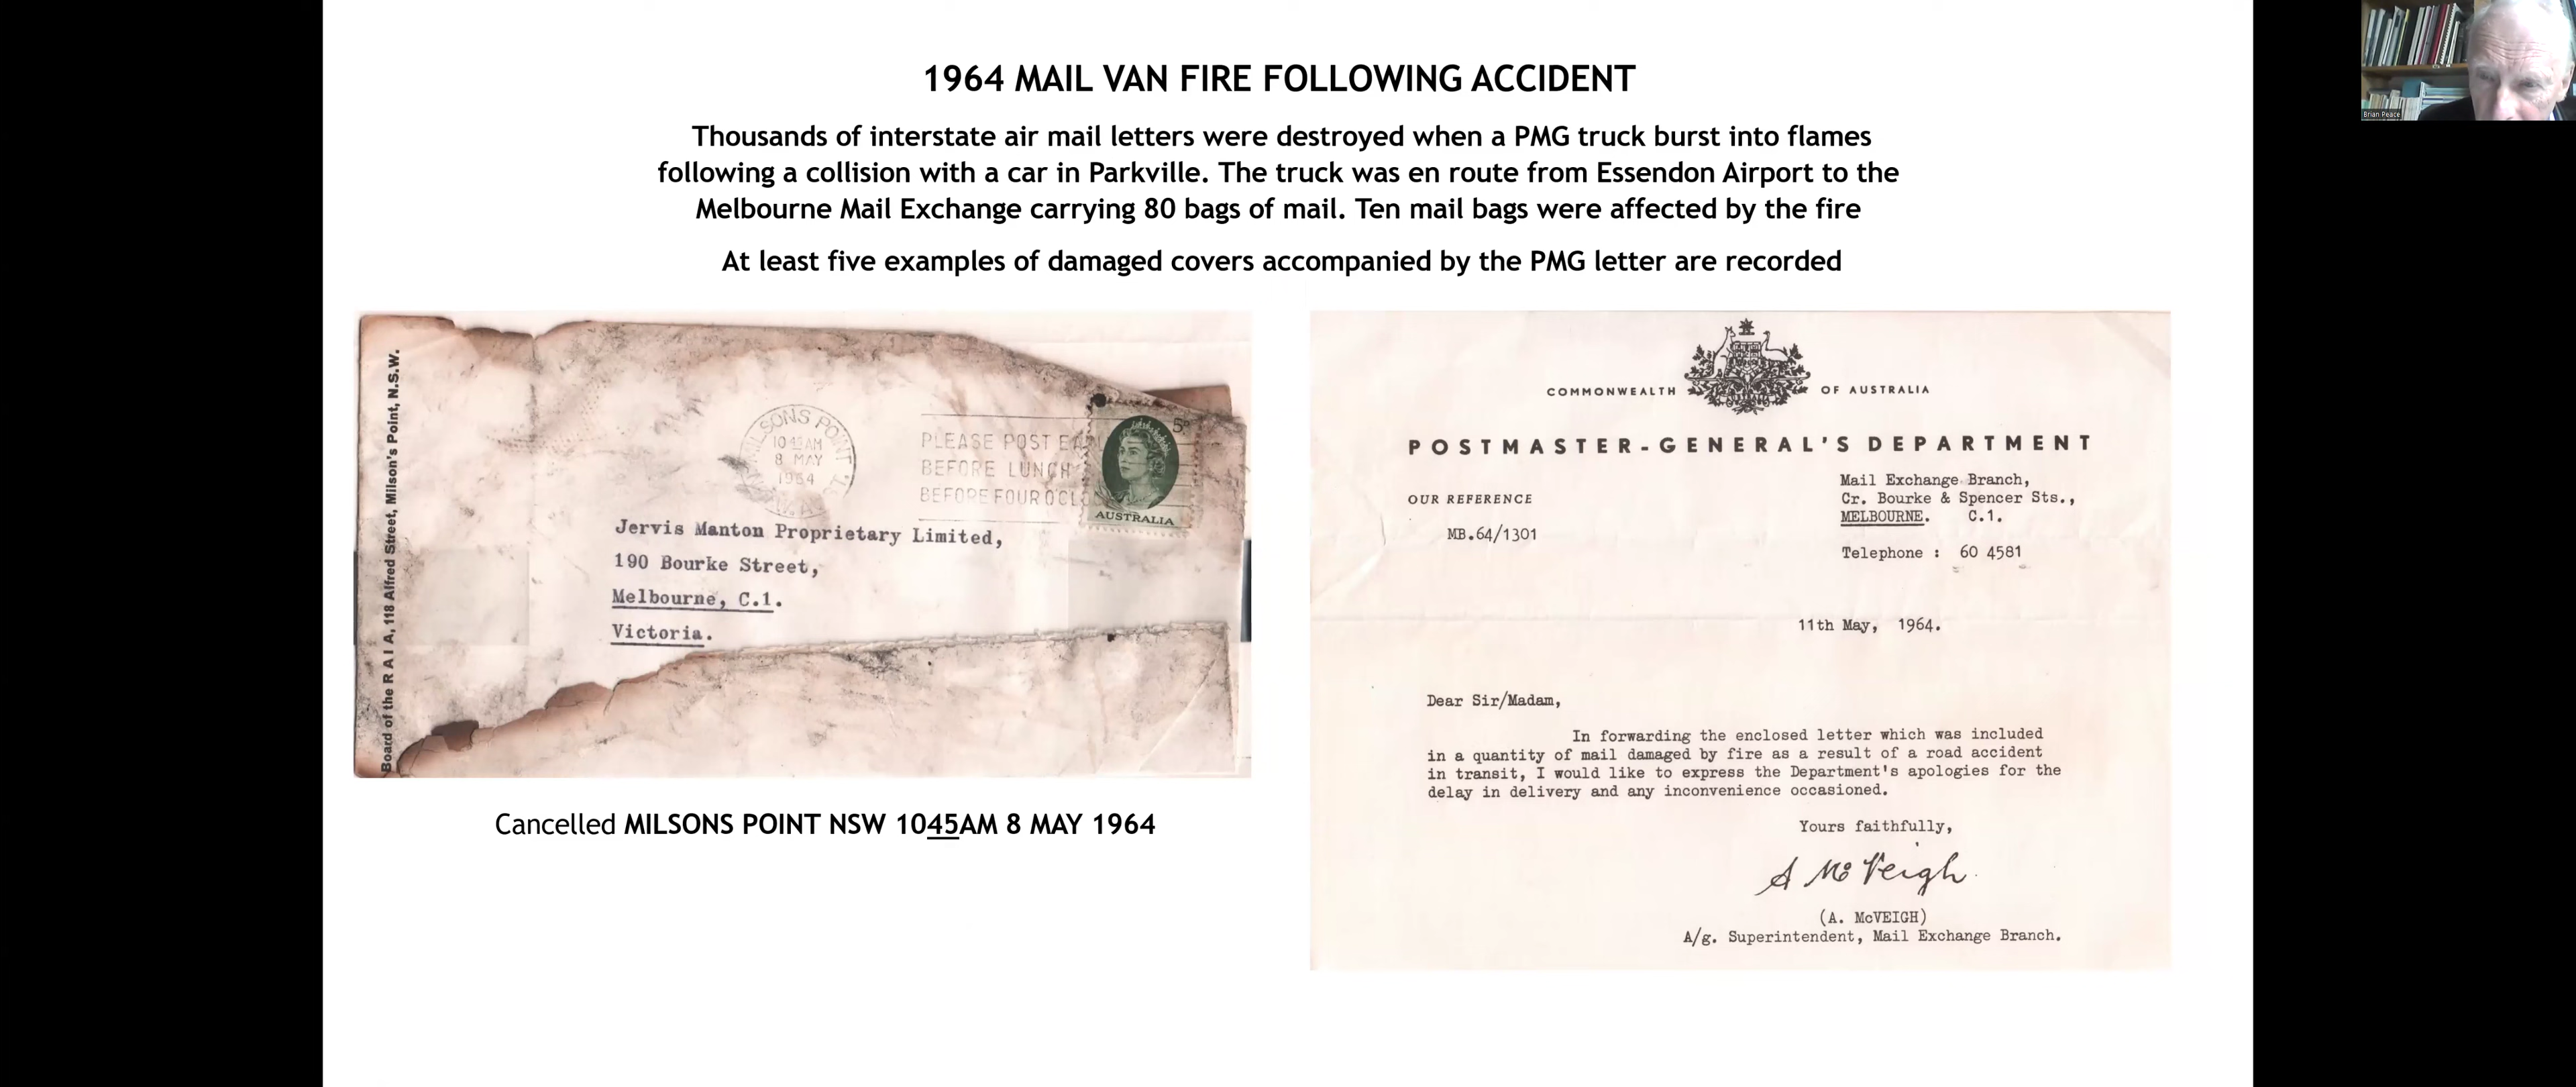 1964 MAIL VAN FIRE FOLLOWING ACCIDENT
Thousands of interstate air mail letters were destroyed when a PMG truck burst into flames
following a collision with a car in Parkville. The truck was en route from Essendon Airport to the
Melbourne Mail Exchange carrying 80 bags of mail. Ten mail bags were affected by the fire
At least five examples of damaged covers accompanied by the PMG letter are recorded
Board of the R A I A, 118 Alfred Street, Milson's Point, N.S.W.
MILSONS POINT
10 45 AM
8 MAY
1964
PLEASE POST EA
BEFORE LUNCH
BEFORE FOUR O'CLO
5D
AUSTRALIA
Jervis Manton Proprietary Limited,
190 Bourke Street,
Melbourne, C.1.
Victoria.
Cancelled MILSONS POINT NSW 1045AM 8 MAY 1964
COMMONWEALTH OF AUSTRALIA
POSTMASTER-GENERAL'S DEPARTMENT
Mail Exchange Branch,
Cr. Bourke & Spencer Sts.,
MELBOURNE. C.1.
Telephone : 60 4581
OUR REFERENCE
MB.64/1301
11th May, 1964.
Dear Sir/Madam,
In forwarding the enclosed letter which was included
in a quantity of mail damaged by fire as a result of a road accident
in transit, I would like to express the Department's apologies for the
delay in delivery and any inconvenience occasioned.
Yours faithfully,
A McVeigh
(A. McVEIGH)
A/g. Superintendent, Mail Exchange Branch.
Brian Peace